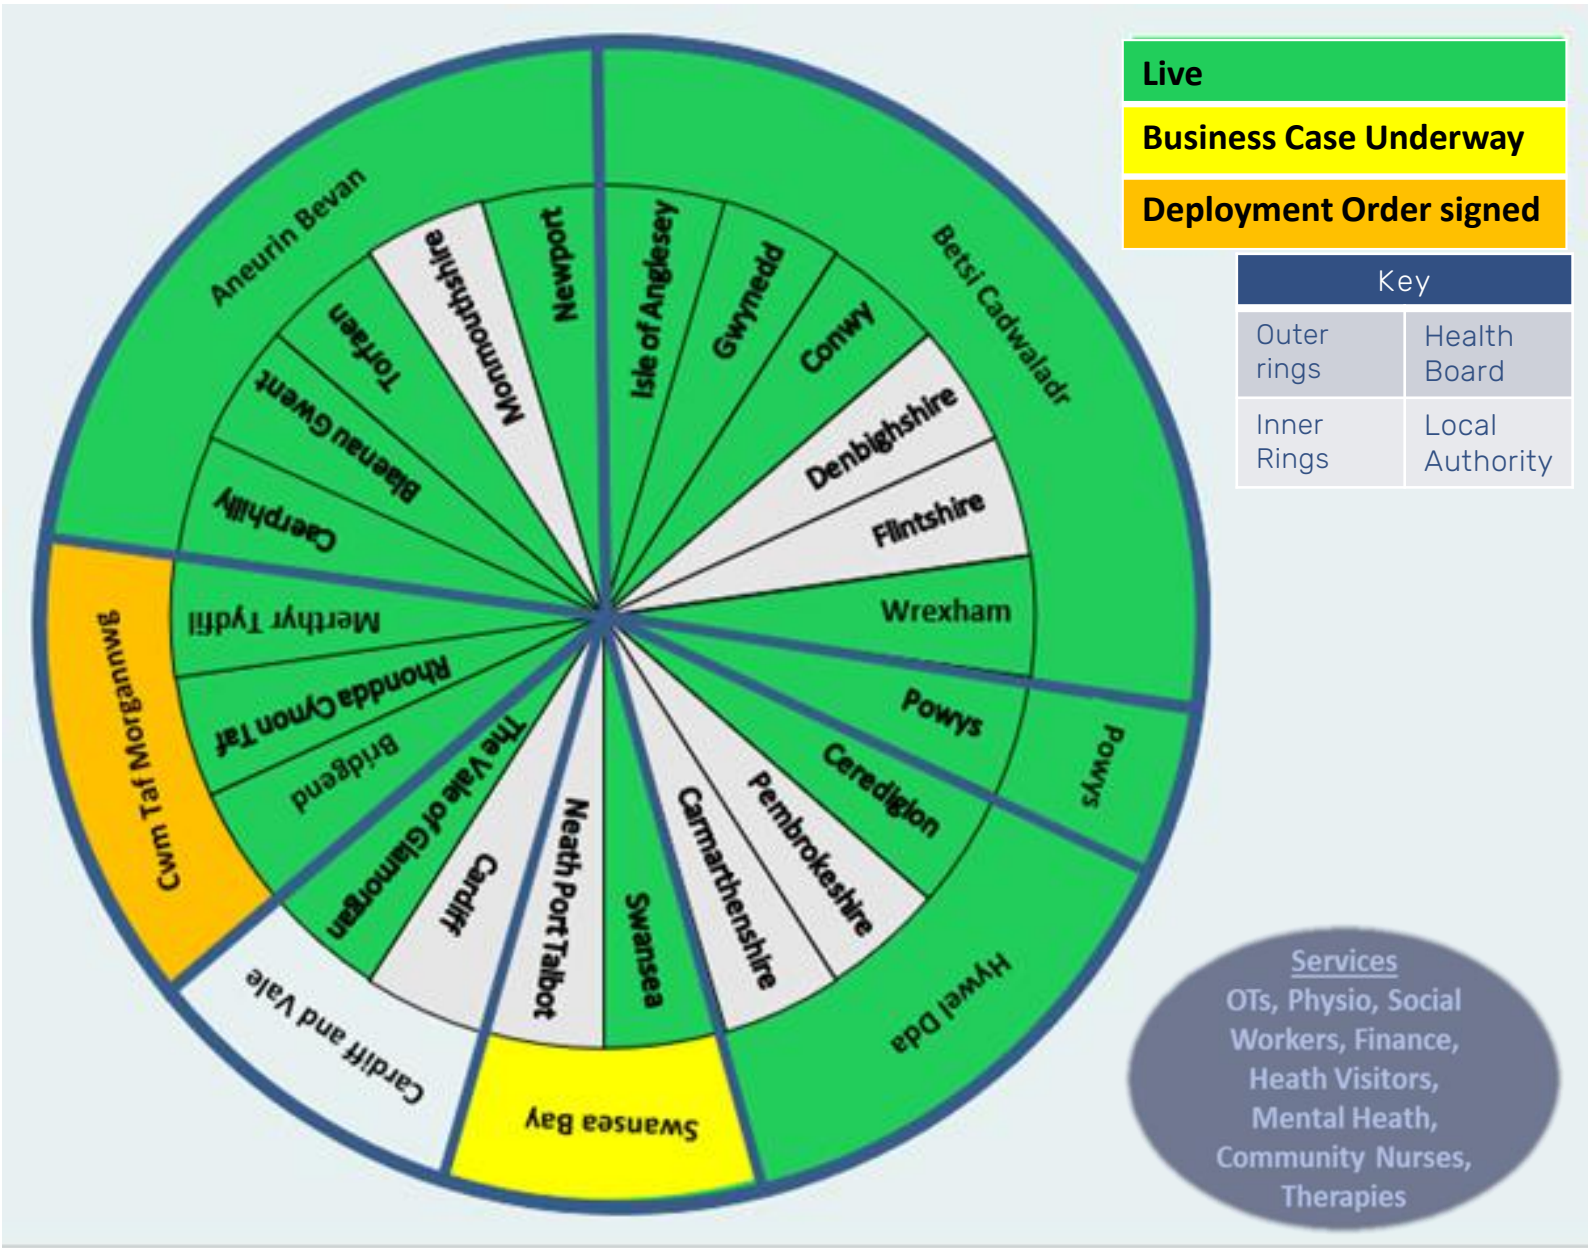 Live
Business Case Underway
Deployment Order signed
Key
Outer
rings
Health
Board
Inner
Rings
Local
Authority
Betsi Cadwaladr
Powys
Hywel Dda
Swansea Bay
Cardiff and Vale
Cwm Taf Morgannwg
Aneurin Bevan
Isle of Anglesey
Gwynedd
Conwy
Denbighshire
Flintshire
Wrexham
Powys
Ceredigion
Pembrokeshire
Carmarthenshire
Swansea
Neath Port Talbot
Cardiff
The Vale of Glamorgan
Bridgend
Rhondda Cynon Taf
Merthyr Tydfil
Caerphilly
Blaenau Gwent
Torfaen
Monmouthshire
Newport
Services
OTs, Physio, Social
Workers, Finance,
Heath Visitors,
Mental Heath,
Community Nurses,
Therapies